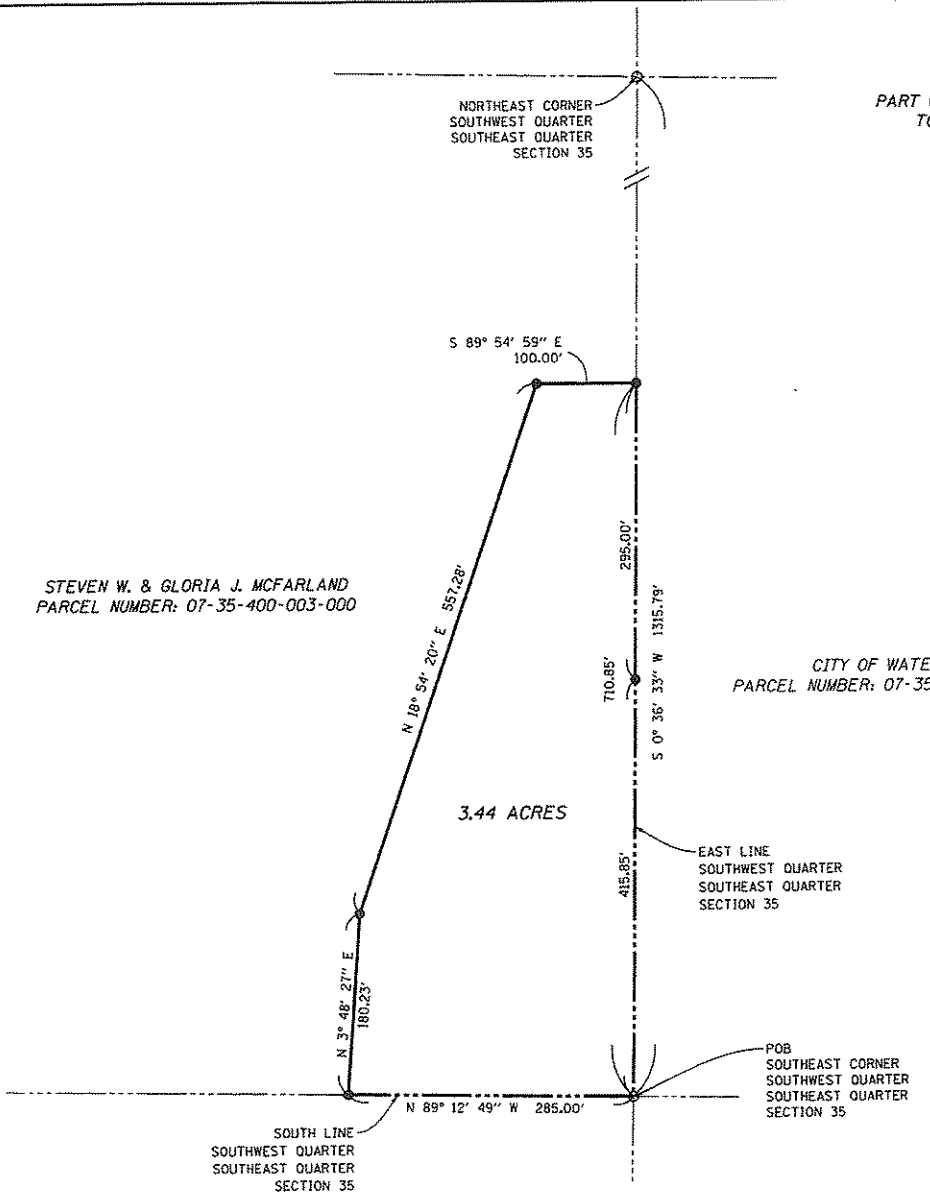 NORTHEAST CORNER
SOUTHWEST QUARTER
SOUTHEAST QUARTER
SECTION 35
PART
S 89° 54' 59" E
100.00'
295.00'
STEVEN W. & GLORIA J. MCFARLAND
PARCEL NUMBER: 07-35-400-003-000
N 18° 54' 20" E 557.28'
710.85'
S 0° 36' 33" W 1315.79'
CITY OF WATE
PARCEL NUMBER: 07-35
3.44 ACRES
415.85'
EAST LINE
SOUTHWEST QUARTER
SOUTHEAST QUARTER
SECTION 35
N 3° 48' 27" E
180.23'
POB
SOUTHEAST CORNER
SOUTHWEST QUARTER
SOUTHEAST QUARTER
SECTION 35
N 89° 12' 49" W 285.00'
SOUTH LINE
SOUTHWEST QUARTER
SOUTHEAST QUARTER
SECTION 35